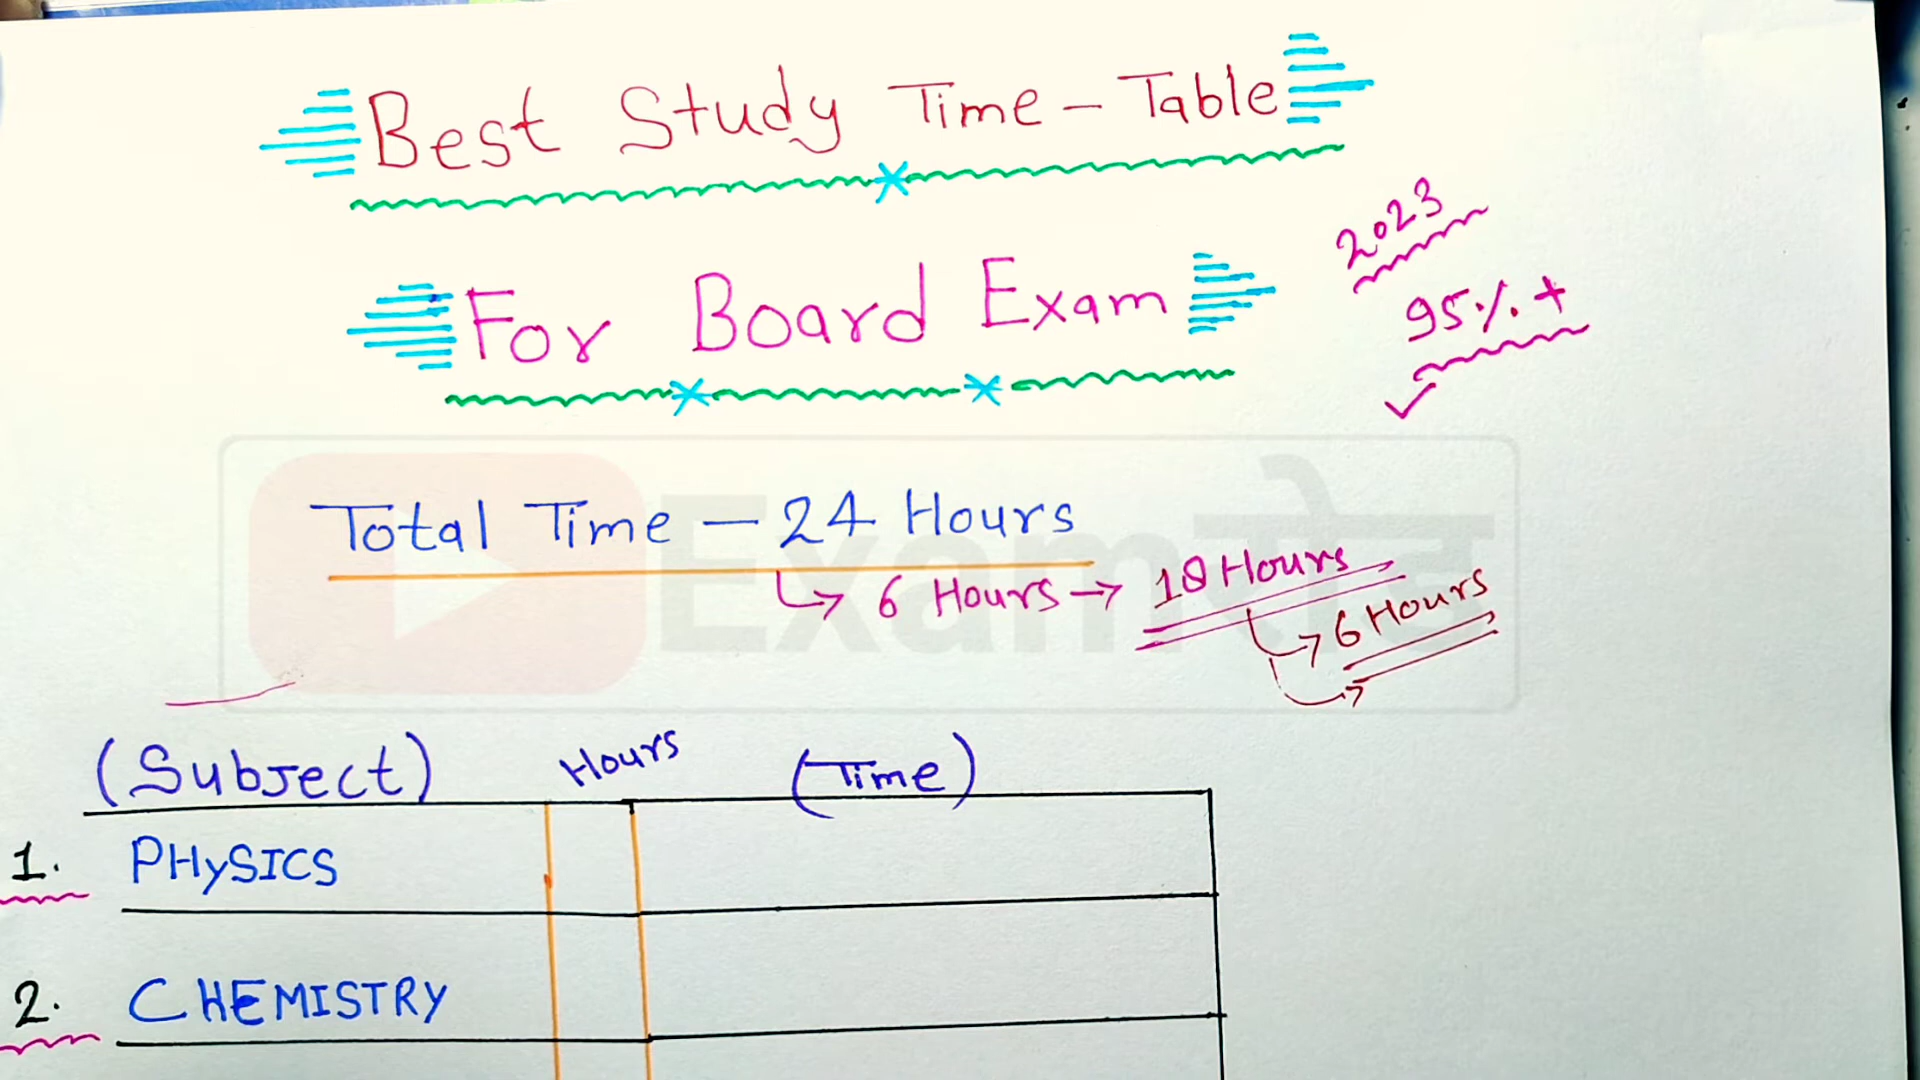 Best Study Time-Table
2023
For Board Exam
95%.+
Examरोड
Total Time - 24 Hours
↳ 6 Hours → 18 Hours
↳ 6 Hours
(Subject) Hours (Time)
1. PHySICS
2. CHEMISTRY